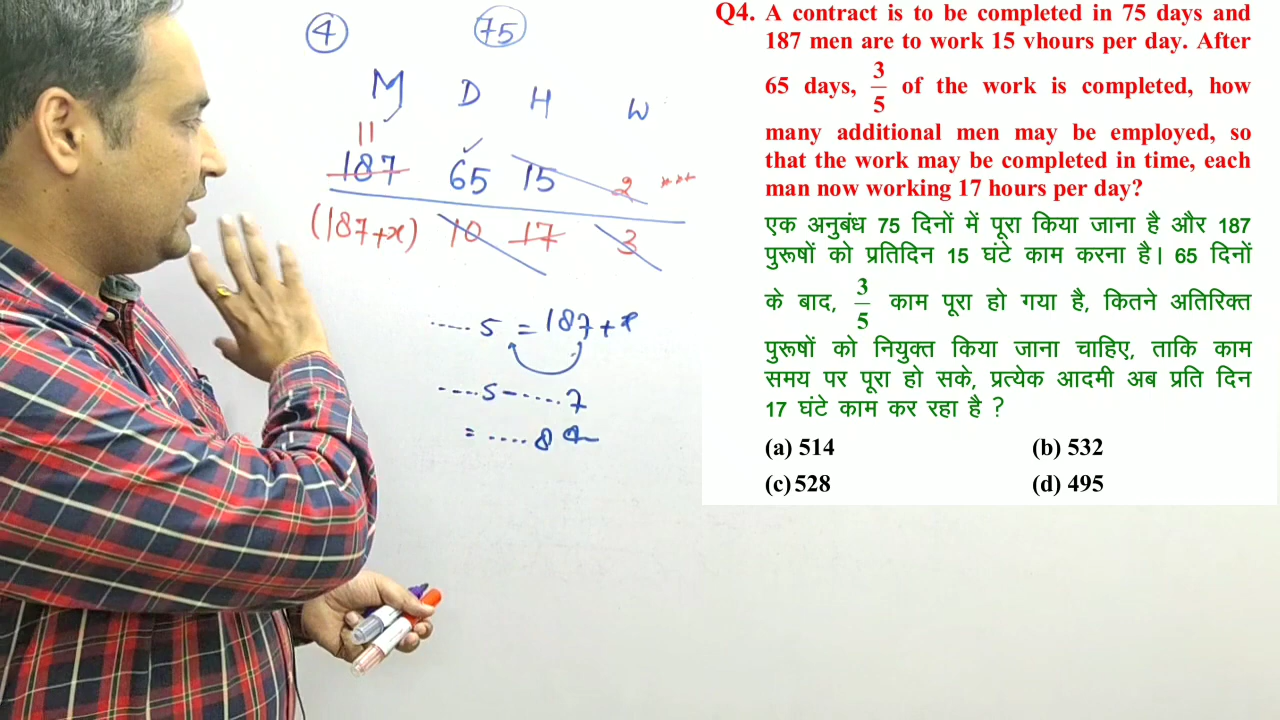 4 75
M D H W
11
187 65 15 2 ***
(187+x) 10 17 3
.....5 = 187+x
....5-.....7
= ....8
Q4. A contract is to be completed in 75 days and
187 men are to work 15 vhours per day. After
65 days, 3/5 of the work is completed, how
many additional men may be employed, so
that the work may be completed in time, each
man now working 17 hours per day?
एक अनुबंध 75 दिनों में पूरा किया जाना है और 187
पुरूषों को प्रतिदिन 15 घंटे काम करना है। 65 दिनों
के बाद, 3/5 काम पूरा हो गया है, कितने अतिरिक्त
पुरूषों को नियुक्त किया जाना चाहिए, ताकि काम
समय पर पूरा हो सके, प्रत्येक आदमी अब प्रति दिन
17 घंटे काम कर रहा है ?
(a) 514 (b) 532
(c) 528 (d) 495